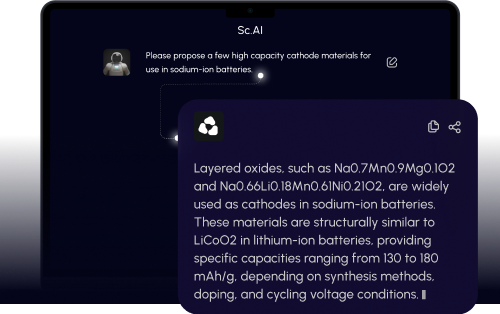 Sc.AI
Please propose a few high capacity cathode materials for
use in sodium-ion batteries.
Layered oxides, such as Na0.7Mn0.9Mg0.1O2
and Na0.66Li0.18Mn0.61Ni0.21O2, are widely
used as cathodes in sodium-ion batteries.
These materials are structurally similar to
LiCoO2 in lithium-ion batteries, providing
specific capacities ranging from 130 to 180
mAh/g, depending on synthesis methods,
doping, and cycling voltage conditions.